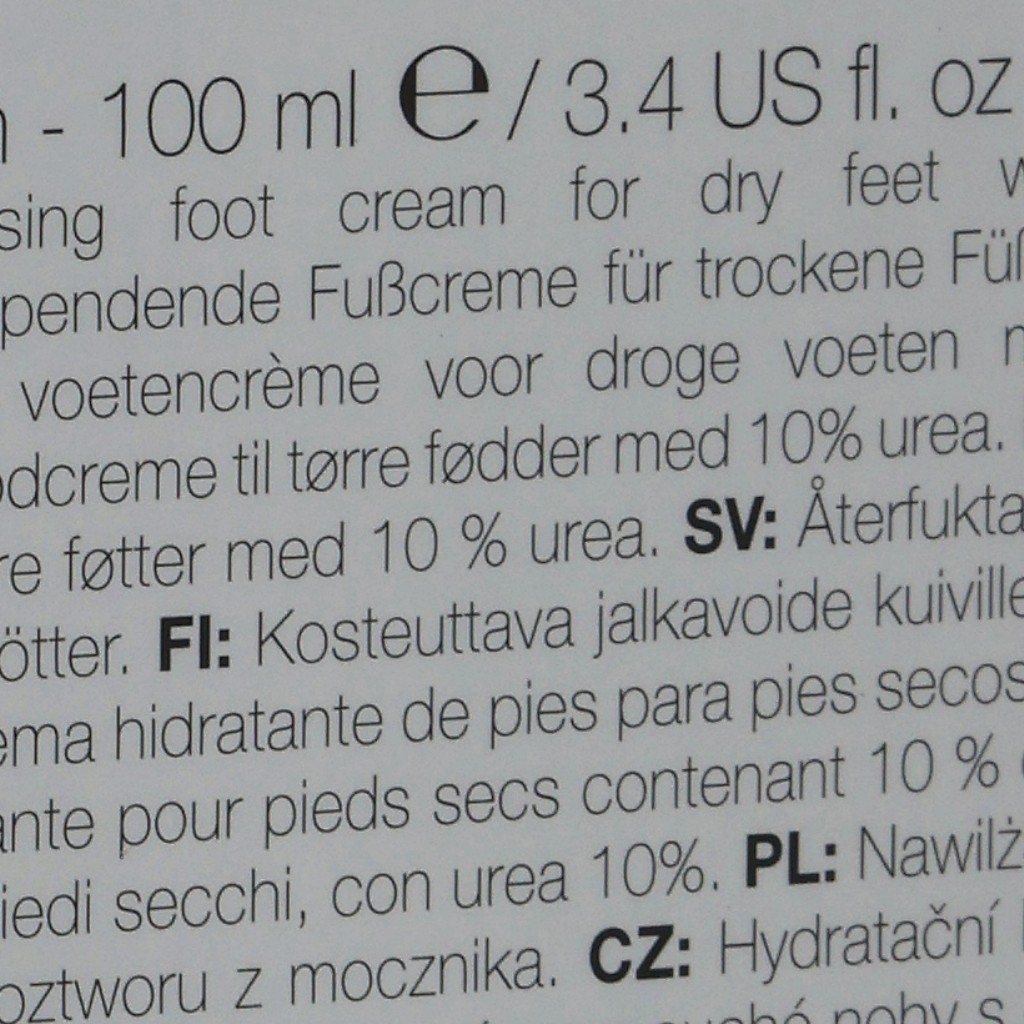 - 100 ml ℮ / 3.4 US fl. oz
sing foot cream for dry feet
pendende Fußcreme für trockene Fü
voetencrème voor droge voeten
dcreme til tørre fødder med 10% urea.
re føtter med 10 % urea. SV: Återfukta
ötter. FI: Kosteuttava jalkavoide kuiville
ema hidratante de pies para pies secos
ante pour pieds secs contenant 10 %
iedi secchi, con urea 10%. PL: Nawilż
oztworu z mocznika. CZ: Hydratační
nohy s